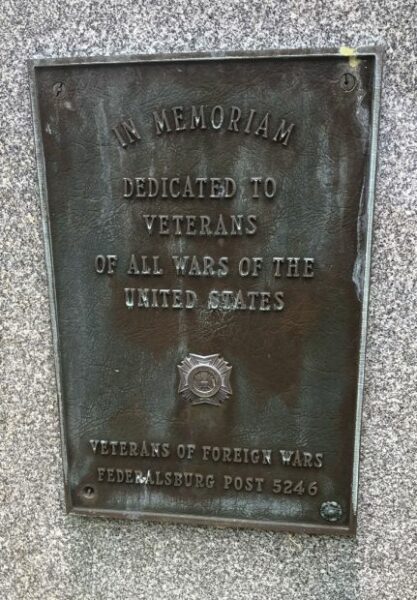 IN MEMORIAM
DEDICATED TO
VETERANS
OF ALL WARS OF THE
UNITED STATES
VETERANS OF FOREIGN WARS
FEDERALSBURG POST 5246